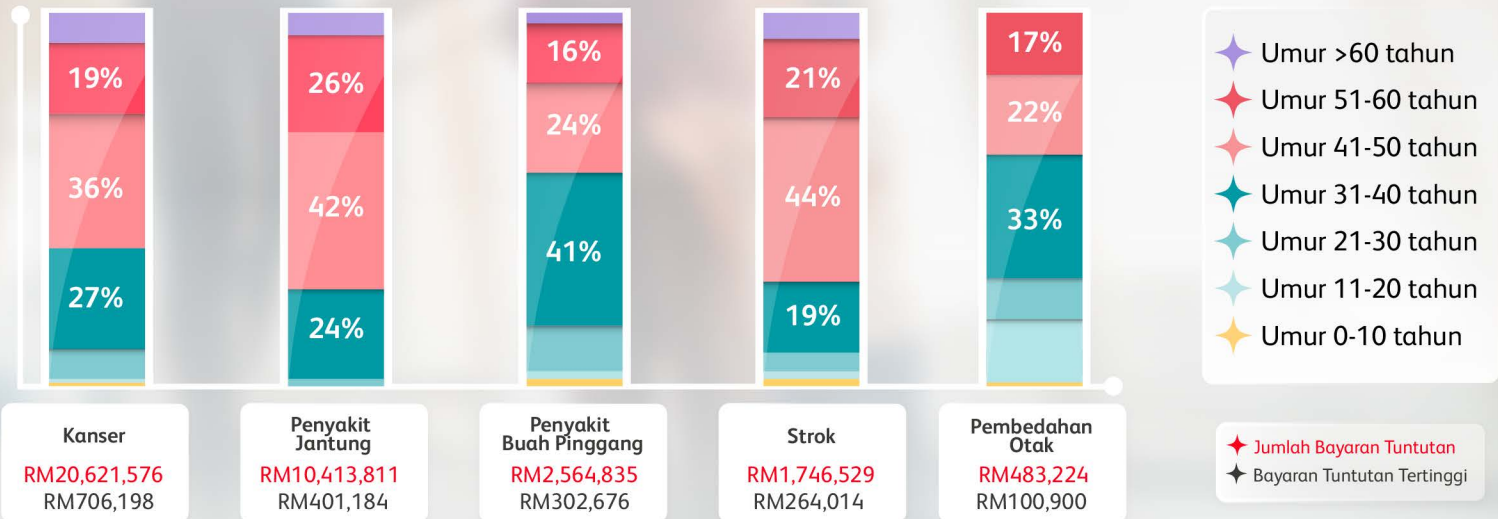 19%
36%
27%
26%
42%
24%
16%
24%
41%
21%
44%
19%
17%
22%
33%
Umur >60 tahun
Umur 51-60 tahun
Umur 41-50 tahun
Umur 31-40 tahun
Umur 21-30 tahun
Umur 11-20 tahun
Umur 0-10 tahun
Kanser
RM20,621,576
RM706,198
Penyakit
Jantung
RM10,413,811
RM401,184
Penyakit
Buah Pinggang
RM2,564,835
RM302,676
Strok
RM1,746,529
RM264,014
Pembedahan
Otak
RM483,224
RM100,900
Jumlah Bayaran Tuntutan
Bayaran Tuntutan Tertinggi